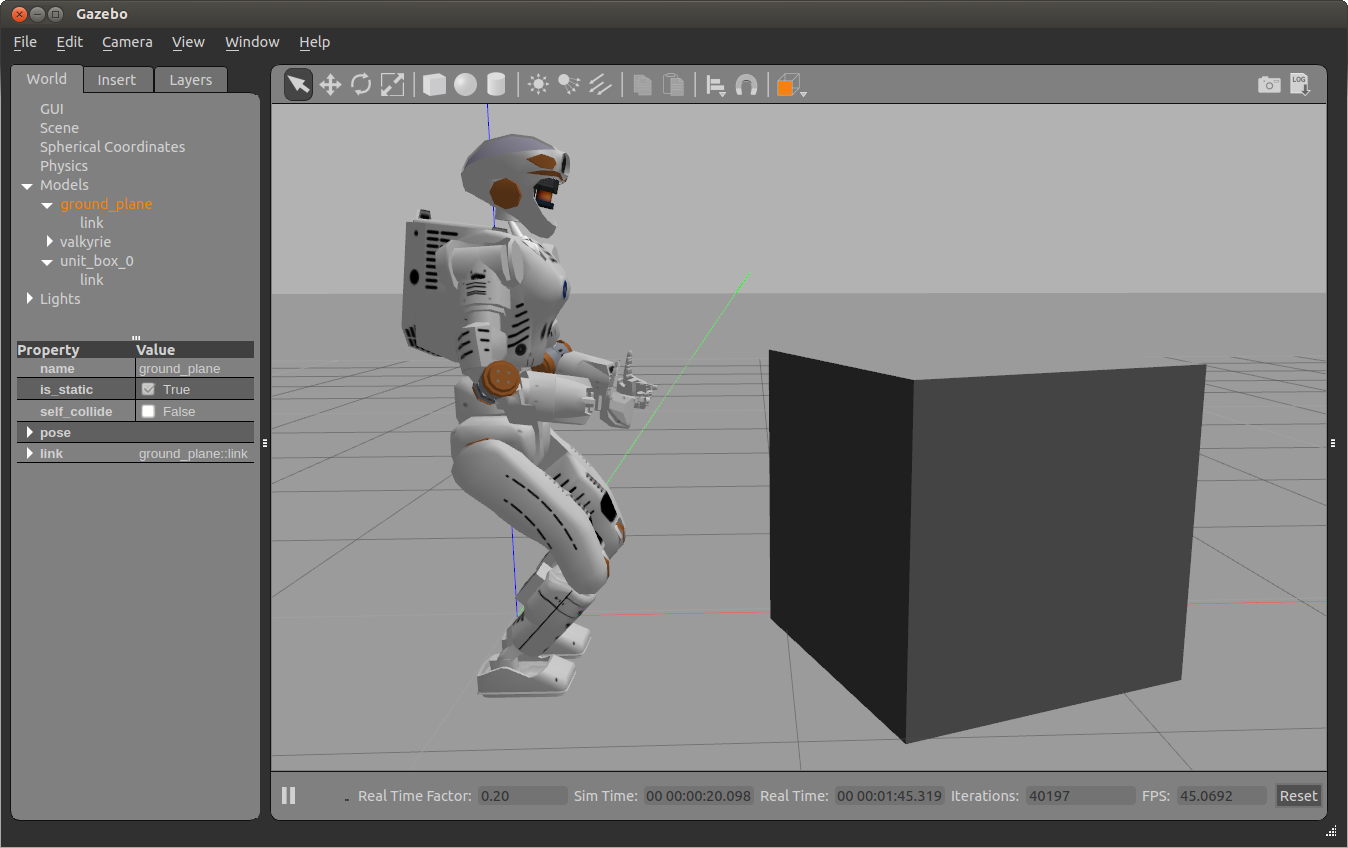 Gazebo
File Edit Camera View Window Help
World Insert Layers
LOG
GUI
Scene
Spherical Coordinates
Physics
Models
ground_plane
link
valkyrie
unit_box_0
link
Lights
Property Value
name ground_plane
is_static True
self_collide False
pose
link ground_plane::link
Real Time Factor: 0.20 Sim Time: 00 00:00:20.098 Real Time: 00 00:01:45.319 Iterations: 40197 FPS: 45.0692 Reset